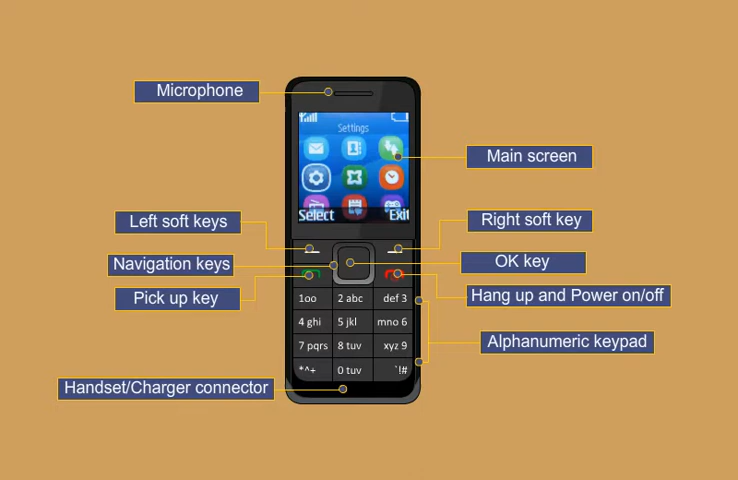 Microphone
Settings
Main screen
Select
Exit
Left soft keys
Right soft key
Navigation keys
OK key
Pick up key
Hang up and Power on/off
1oo
2 abc
def 3
4 ghi
5 jkl
mno 6
Alphanumeric keypad
7 pqrs
8 tuv
xyz 9
*^+
0 tuv
`!#
Handset/Charger connector